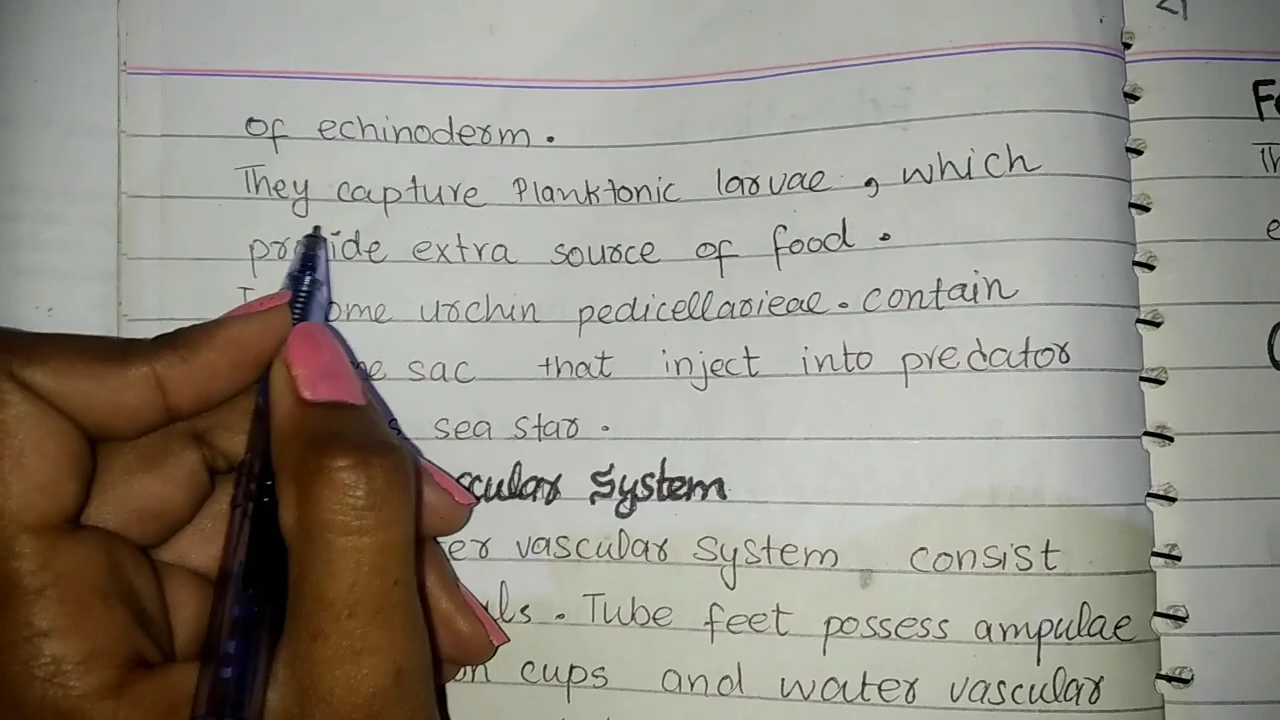 of echinoderm.
They capture Planktonic larvae, which
provide extra source of food.
urchin pedicellarieae. contain
sac that inject into predator
sea star.
System
vascular system consist
. Tube feet possess ampulae
cups and water vascular